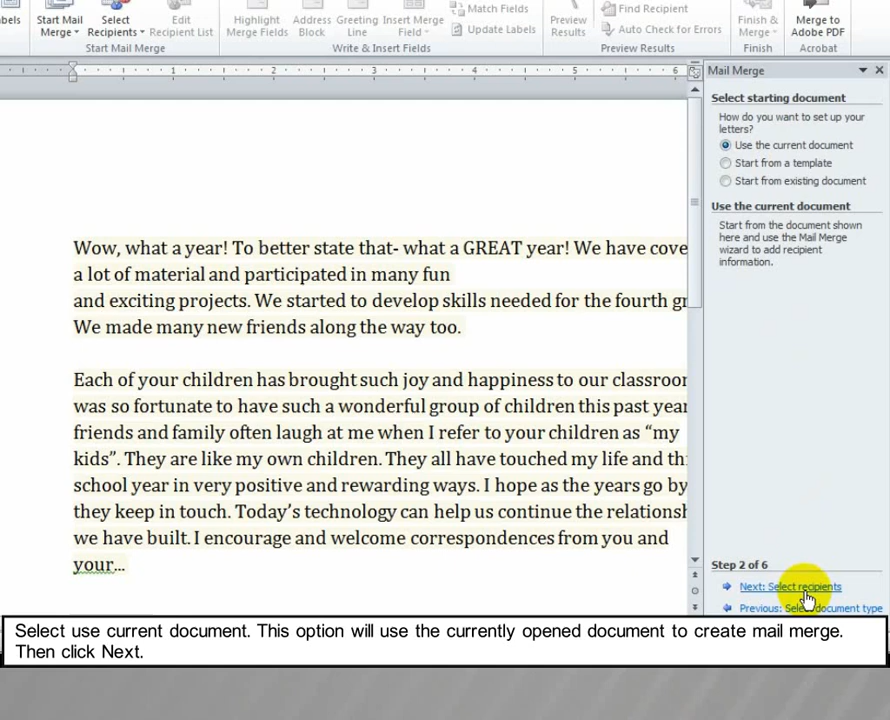 abels
Start Mail
Merge
Select
Recipients
Edit
Recipient List
Start Mail Merge
Highlight
Merge Fields
Address
Block
Greeting
Line
Insert Merge
Field
Match Fields
Update Labels
Write & Insert Fields
Preview
Results
Find Recipient
Auto Check for Errors
Preview Results
Finish &
Merge
Finish
Merge to
Adobe PDF
Acrobat
1 2 3 4 5 6
Mail Merge
Select starting document
How do you want to set up your
letters?
Use the current document
Start from a template
Start from existing document
Use the current document
Start from the document shown
here and use the Mail Merge
wizard to add recipient
information.
Wow, what a year! To better state that- what a GREAT year! We have cove
a lot of material and participated in many fun
and exciting projects. We started to develop skills needed for the fourth gr
We made many new friends along the way too.
Each of your children has brought such joy and happiness to our classroor
was so fortunate to have such a wonderful group of children this past year
friends and family often laugh at me when I refer to your children as “my
kids”. They are like my own children. They all have touched my life and thi
school year in very positive and rewarding ways. I hope as the years go by
they keep in touch. Today’s technology can help us continue the relationsh
we have built. I encourage and welcome correspondences from you and
your...
Step 2 of 6
Next: Select recipients
Previous: Select document type
Select use current document. This option will use the currently opened document to create mail merge.
Then click Next.